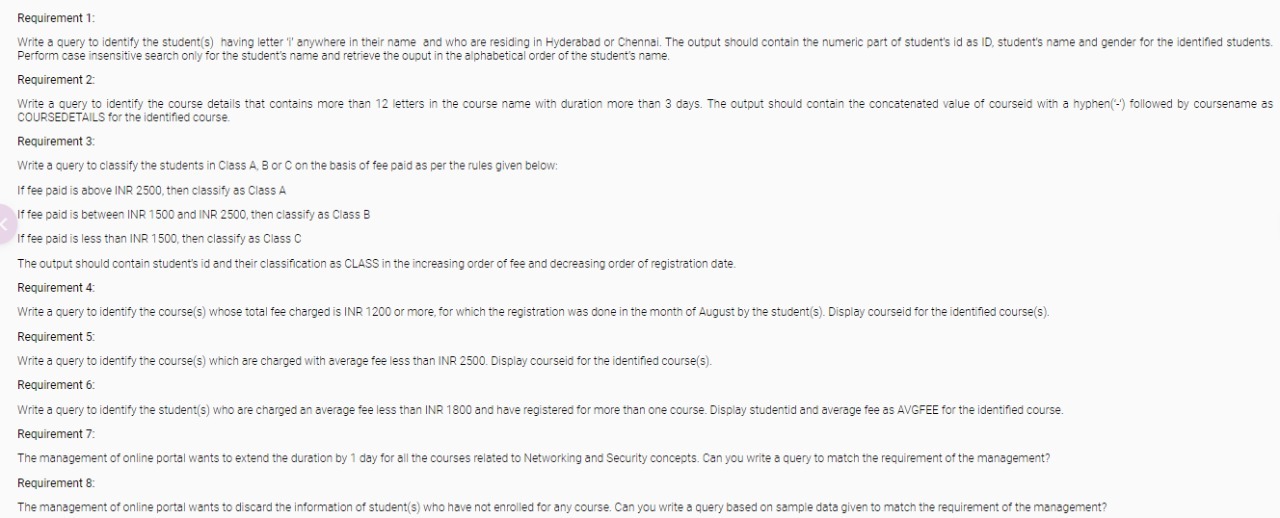 Requirement 1:
Write a query to identify the student(s) having letter 'i' anywhere in their name and who are residing in Hyderabad or Chennai. The output should contain the numeric part of student's id as ID, student's name and gender for the identified students.
Perform case insensitive search only for the student's name and retrieve the ouput in the alphabetical order of the student's name.
Requirement 2:
Write a query to identify the course details that contains more than 12 letters in the course name with duration more than 3 days. The output should contain the concatenated value of courseid with a hyphen('-') followed by coursename as
COURSEDETAILS for the identified course.
Requirement 3:
Write a query to classify the students in Class A, B or C on the basis of fee paid as per the rules given below:
If fee paid is above INR 2500, then classify as Class A
If fee paid is between INR 1500 and INR 2500, then classify as Class B
If fee paid is less than INR 1500, then classify as Class C
The output should contain student's id and their classification as CLASS in the increasing order of fee and decreasing order of registration date.
Requirement 4:
Write a query to identify the course(s) whose total fee charged is INR 1200 or more, for which the registration was done in the month of August by the student(s). Display courseid for the identified course(s).
Requirement 5:
Write a query to identify the course(s) which are charged with average fee less than INR 2500. Display courseid for the identified course(s).
Requirement 6:
Write a query to identify the student(s) who are charged an average fee less than INR 1800 and have registered for more than one course. Display studentid and average fee as AVGFEE for the identified course.
Requirement 7:
The management of online portal wants to extend the duration by 1 day for all the courses related to Networking and Security concepts. Can you write a query to match the requirement of the management?
Requirement 8:
The management of online portal wants to discard the information of student(s) who have not enrolled for any course. Can you write a query based on sample data given to match the requirement of the management?